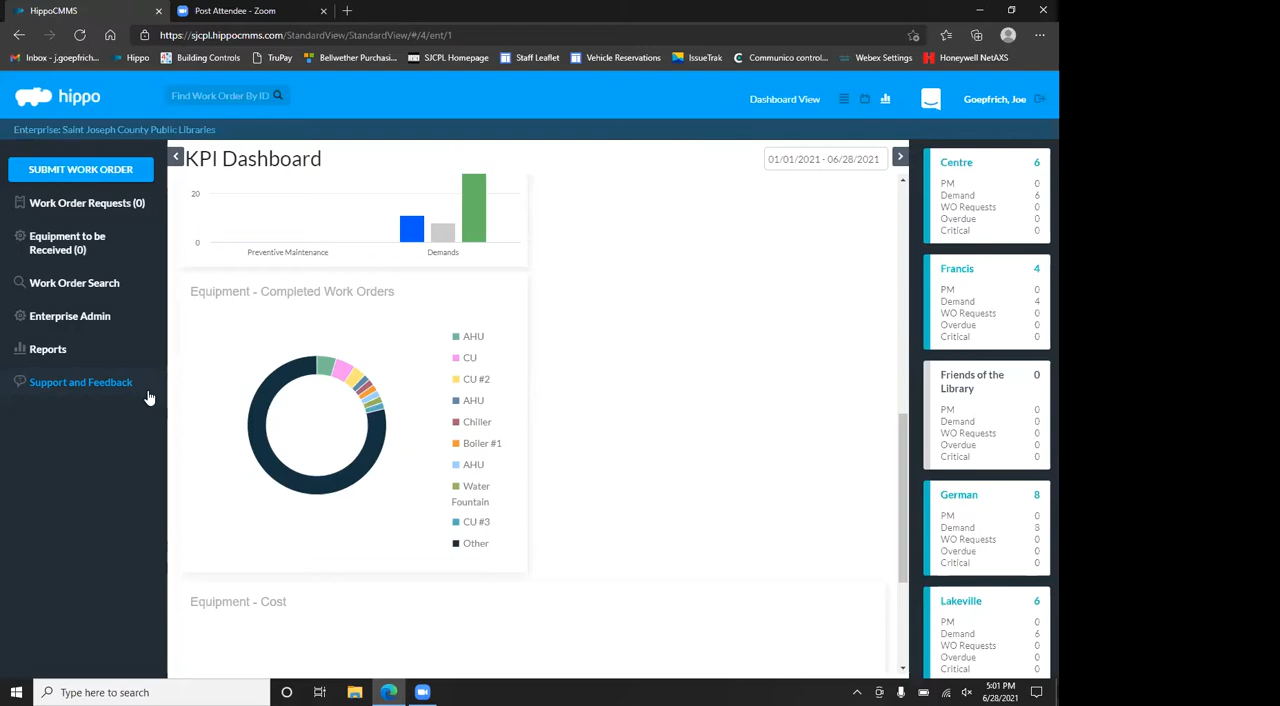 HippoCMMS
Post Attendee - Zoom
https://sjcpl.hippocmms.com/StandardView/StandardView/#/4/ent/1
Inbox - j.goepfrich... Hippo Building Controls TruPay Bellwether Purchasi... SJCPL Homepage Staff Leaflet Vehicle Reservations IssueTrak Communico control... Webex Settings Honeywell NetAXS
hippo
Find Work Order By ID
Dashboard View
Goepfrich, Joe
Enterprise: Saint Joseph County Public Libraries
SUBMIT WORK ORDER
Work Order Requests (0)
Equipment to be
Received (0)
Work Order Search
Enterprise Admin
Reports
Support and Feedback
KPI Dashboard
01/01/2021 - 06/28/2021
20
0
Preventive Maintenance
Demands
Equipment - Completed Work Orders
AHU
CU
CU #2
AHU
Chiller
Boiler #1
AHU
Water
Fountain
CU #3
Other
Equipment - Cost
Centre 6
PM 0
Demand 6
WO Requests 0
Overdue 0
Critical 0
Francis 4
PM 0
Demand 4
WO Requests 0
Overdue 0
Critical 0
Friends of the 0
Library
PM 0
Demand 0
WO Requests 0
Overdue 0
Critical 0
German 8
PM 0
Demand 8
WO Requests 0
Overdue 0
Critical 0
Lakeville 6
PM 0
Demand 6
WO Requests 0
Overdue 0
Critical 0
Type here to search
5:01 PM
6/28/2021